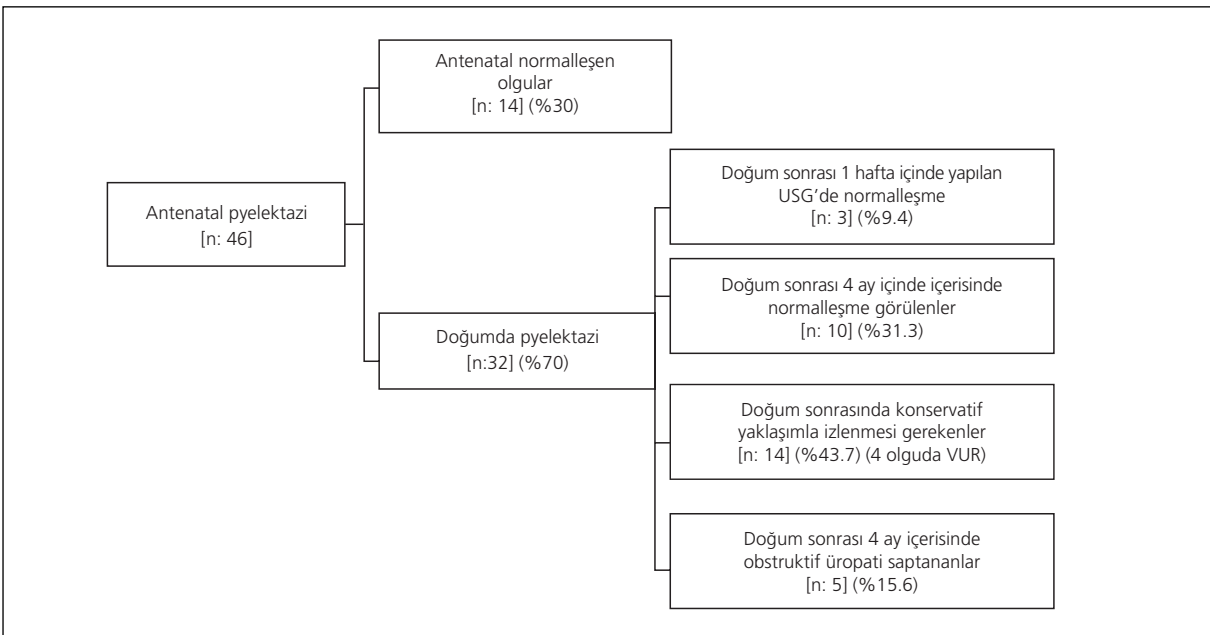 Antenatal pyelektazi
[n: 46]
Antenatal normalleşen
olgular
[n: 14] (%30)
Doğumda pyelektazi
[n:32] (%70)
Doğum sonrası 1 hafta içinde yapılan
USG’de normalleşme
[n: 3] (%9.4)
Doğum sonrası 4 ay içinde içerisinde
normalleşme görülenler
[n: 10] (%31.3)
Doğum sonrasında konservatif
yaklaşımla izlenmesi gerekenler
[n: 14] (%43.7) (4 olguda VUR)
Doğum sonrası 4 ay içerisinde
obstruktif üropati saptananlar
[n: 5] (%15.6)